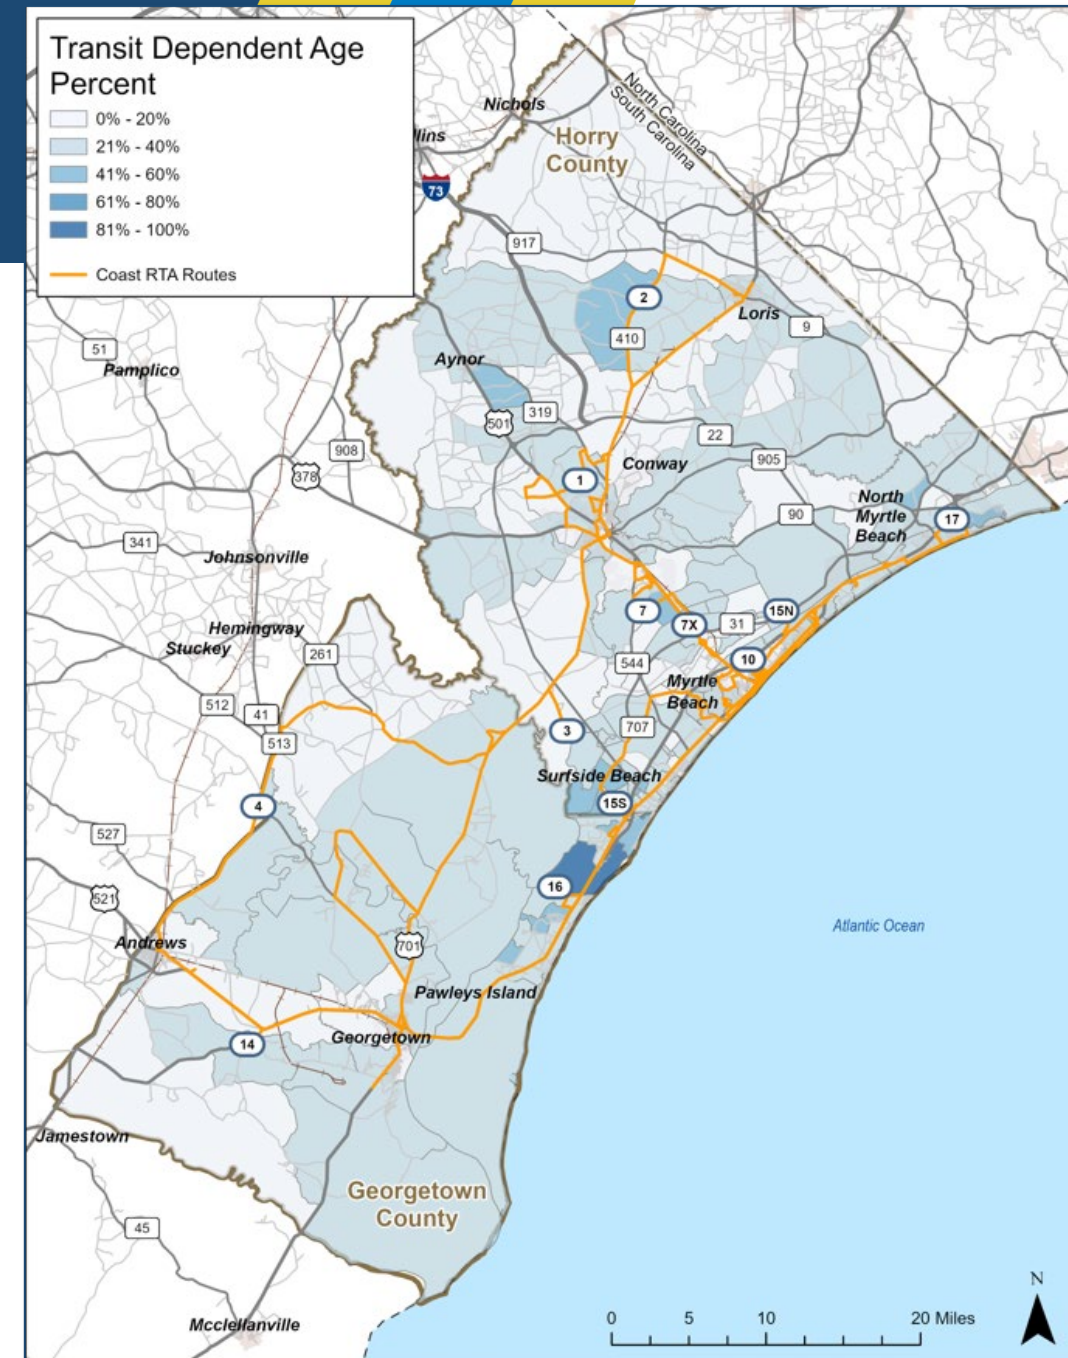 Transit Dependent Age
Percent
0% - 20%
21% - 40%
41% - 60%
61% - 80%
81% - 100%
Coast RTA Routes
Nichols
llins
73
Horry
County
North Carolina
South Carolina
917
2
410
Loris
9
51
Pamplico
Aynor
501
319
22
905
908
378
Conway
1
90
North
Myrtle
Beach
17
341
Johnsonville
Hemingway
Stuckey
261
7
7X
31
15N
544
10
Myrtle
Beach
512
41
513
3
707
Surfside Beach
15S
4
527
521
16
Andrews
701
Atlantic Ocean
Pawleys Island
Georgetown
14
Jamestown
Georgetown
County
45
Mcclellanville
0 5 10 20 Miles
N